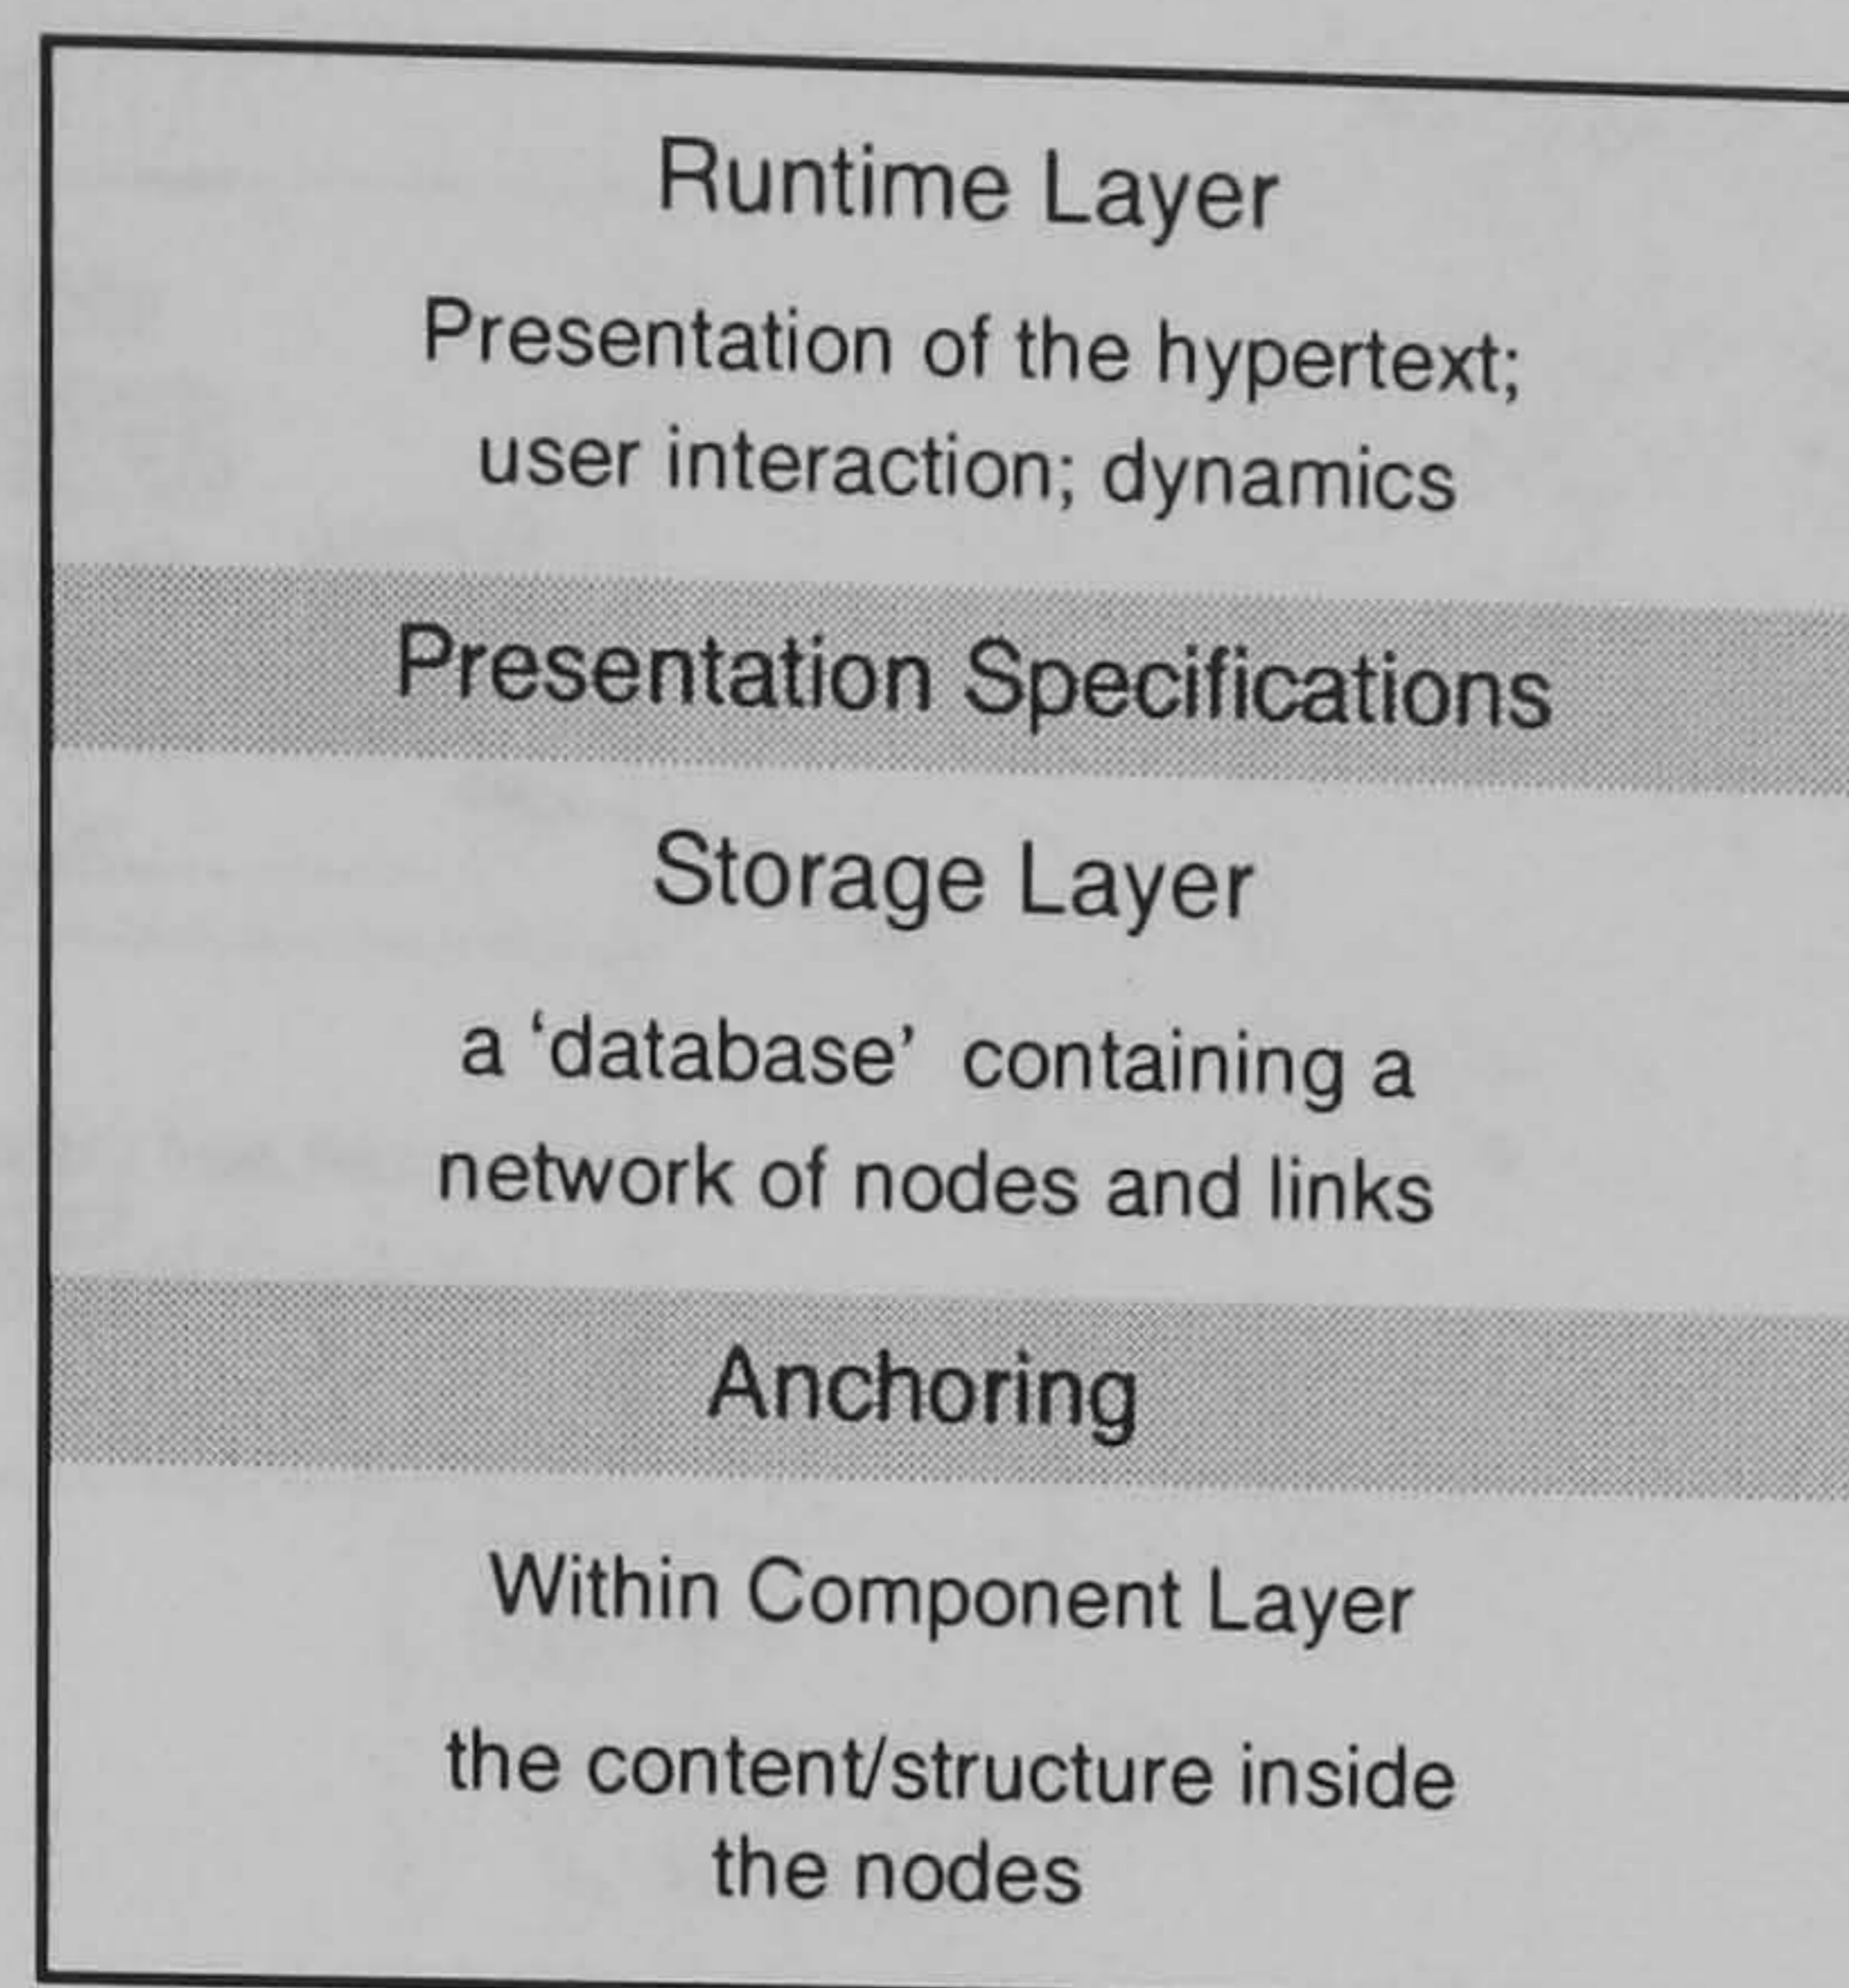 Runtime Layer
Presentation of the hypertext;
user interaction; dynamics
Presentation Specifications
Storage Layer
a ‘database’ containing a
network of nodes and links
Anchoring
Within Component Layer
the content/structure inside
the nodes